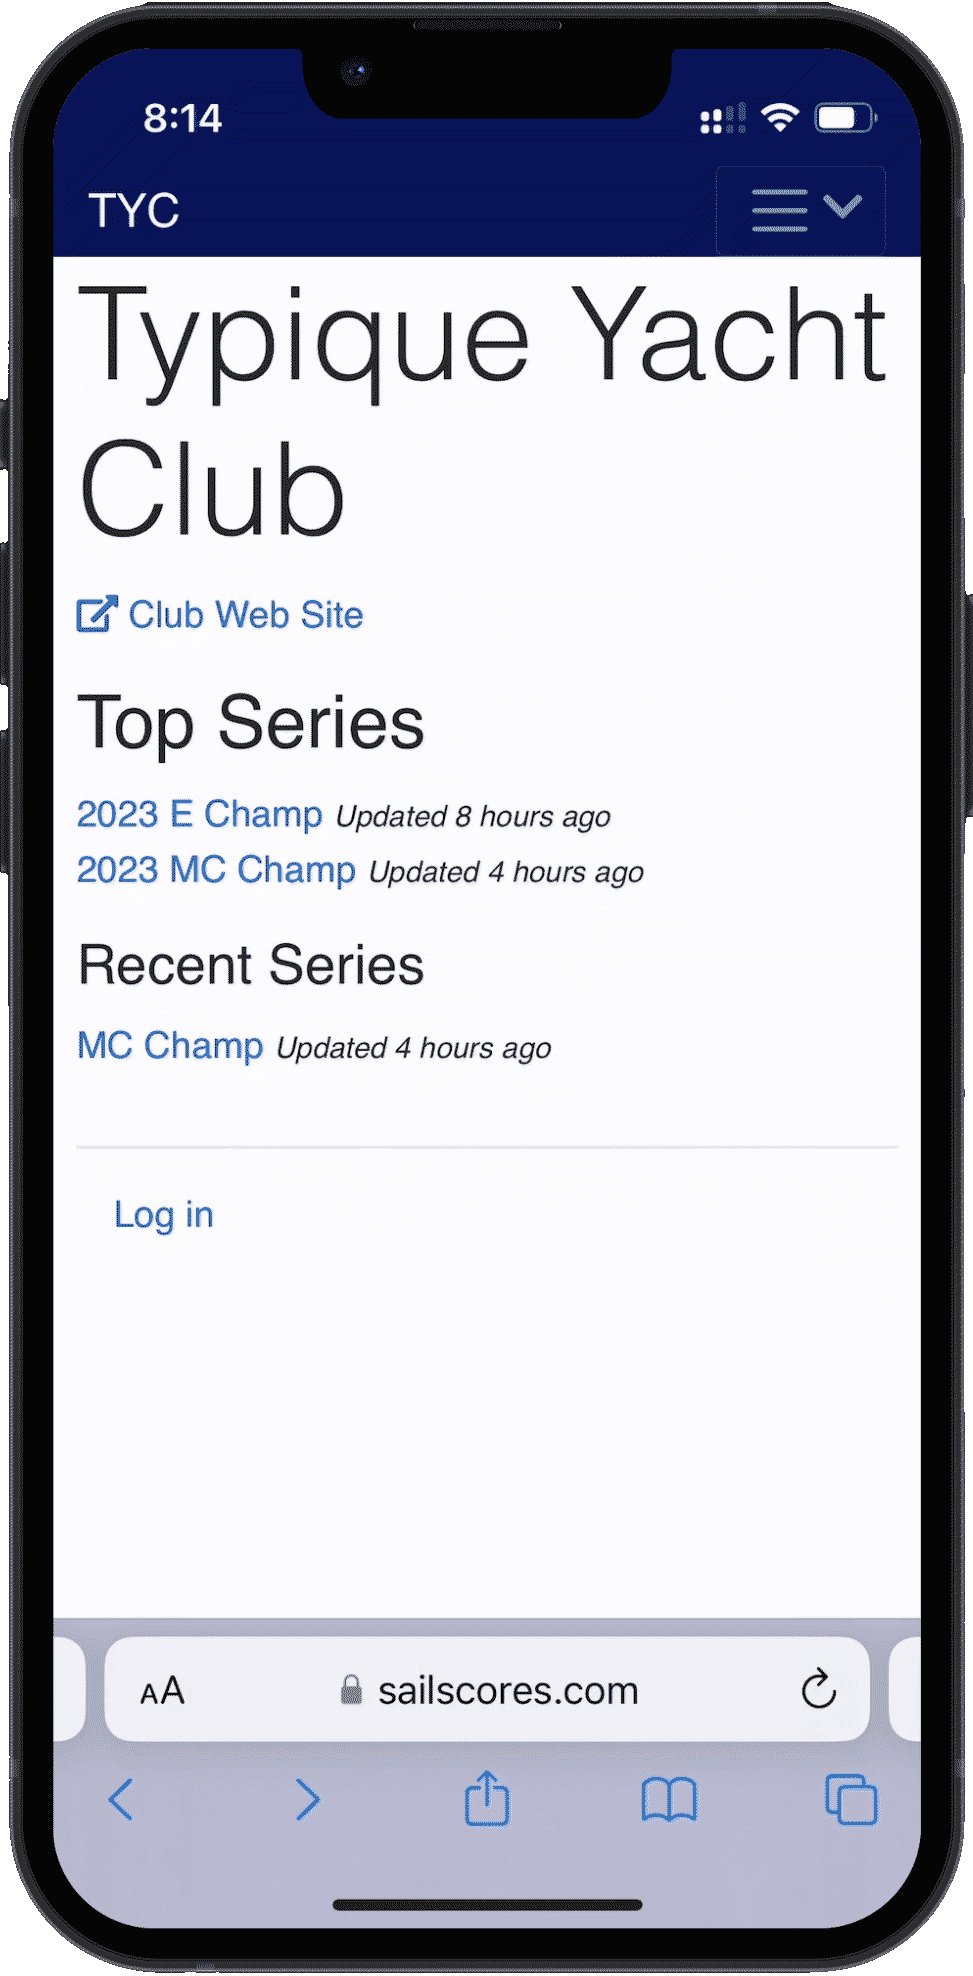 8:14
TYC
Typique Yacht
Club
Club Web Site
Top Series
2023 E Champ Updated 8 hours ago
2023 MC Champ Updated 4 hours ago
Recent Series
MC Champ Updated 4 hours ago
Log in
AA sailscores.com